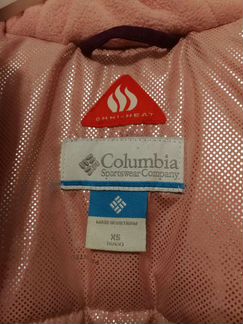 OMNI-HEAT
Columbia
Sportswear Company
XS